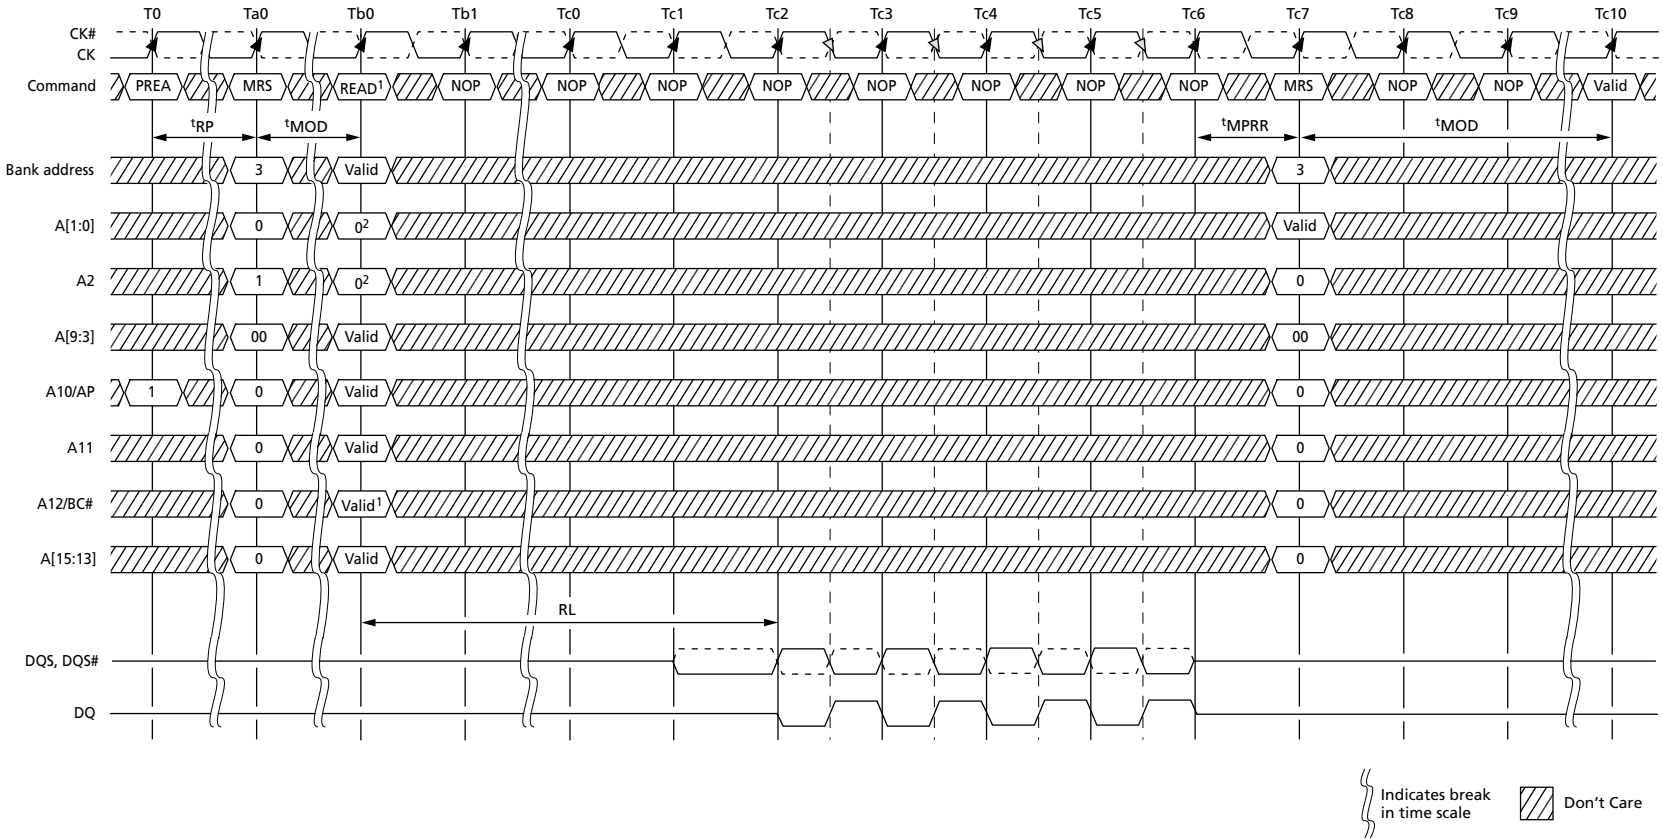 T0 Ta0 Tb0 Tb1 Tc0 Tc1 Tc2 Tc3 Tc4 Tc5 Tc6 Tc7 Tc8 Tc9 Tc10
CK#
CK
Command PREA MRS READ1 NOP NOP NOP NOP NOP NOP NOP NOP MRS NOP NOP Valid
tRP tMOD tMPRR tMOD
Bank address 3 Valid 3
A[1:0] 0 02 Valid
A2 1 02 0
A[9:3] 00 Valid 00
A10/AP 1 0 Valid 0
A11 0 Valid 0
A12/BC# 0 Valid1 0
A[15:13] 0 Valid 0
RL
DQS, DQS#
DQ
Indicates break
in time scale
Don't Care